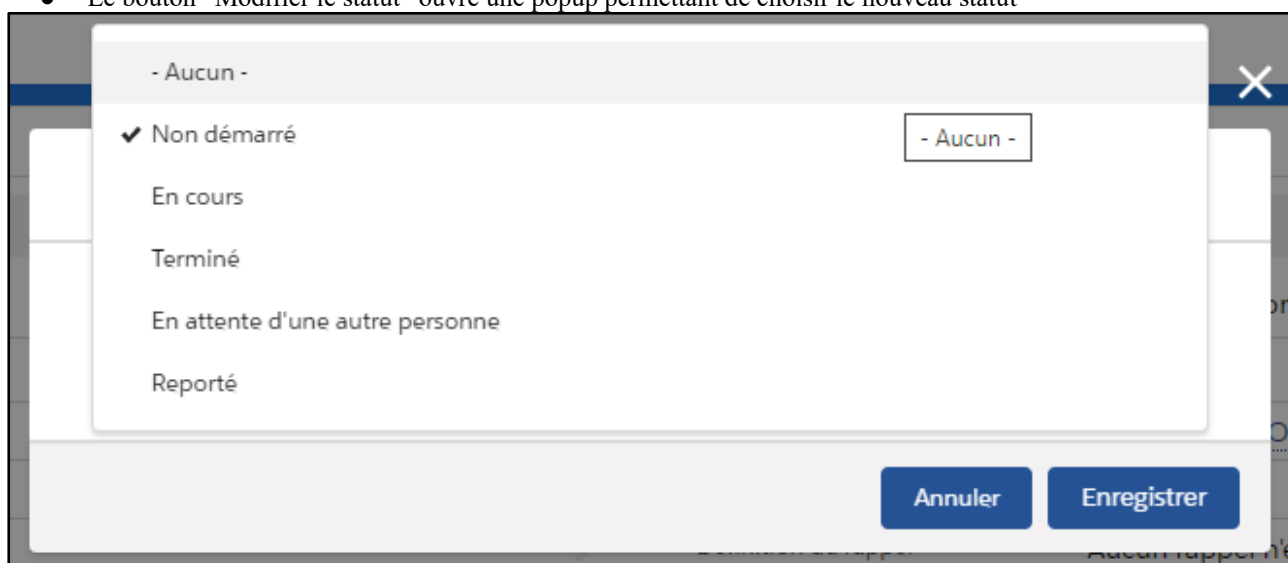 Le bouton "Modifier le statut" ouvre une popup permettant de choisir le nouveau statut
- Aucun -
Non démarré
- Aucun -
En cours
Terminé
En attente d'une autre personne
Reporté
Annuler
Enregistrer